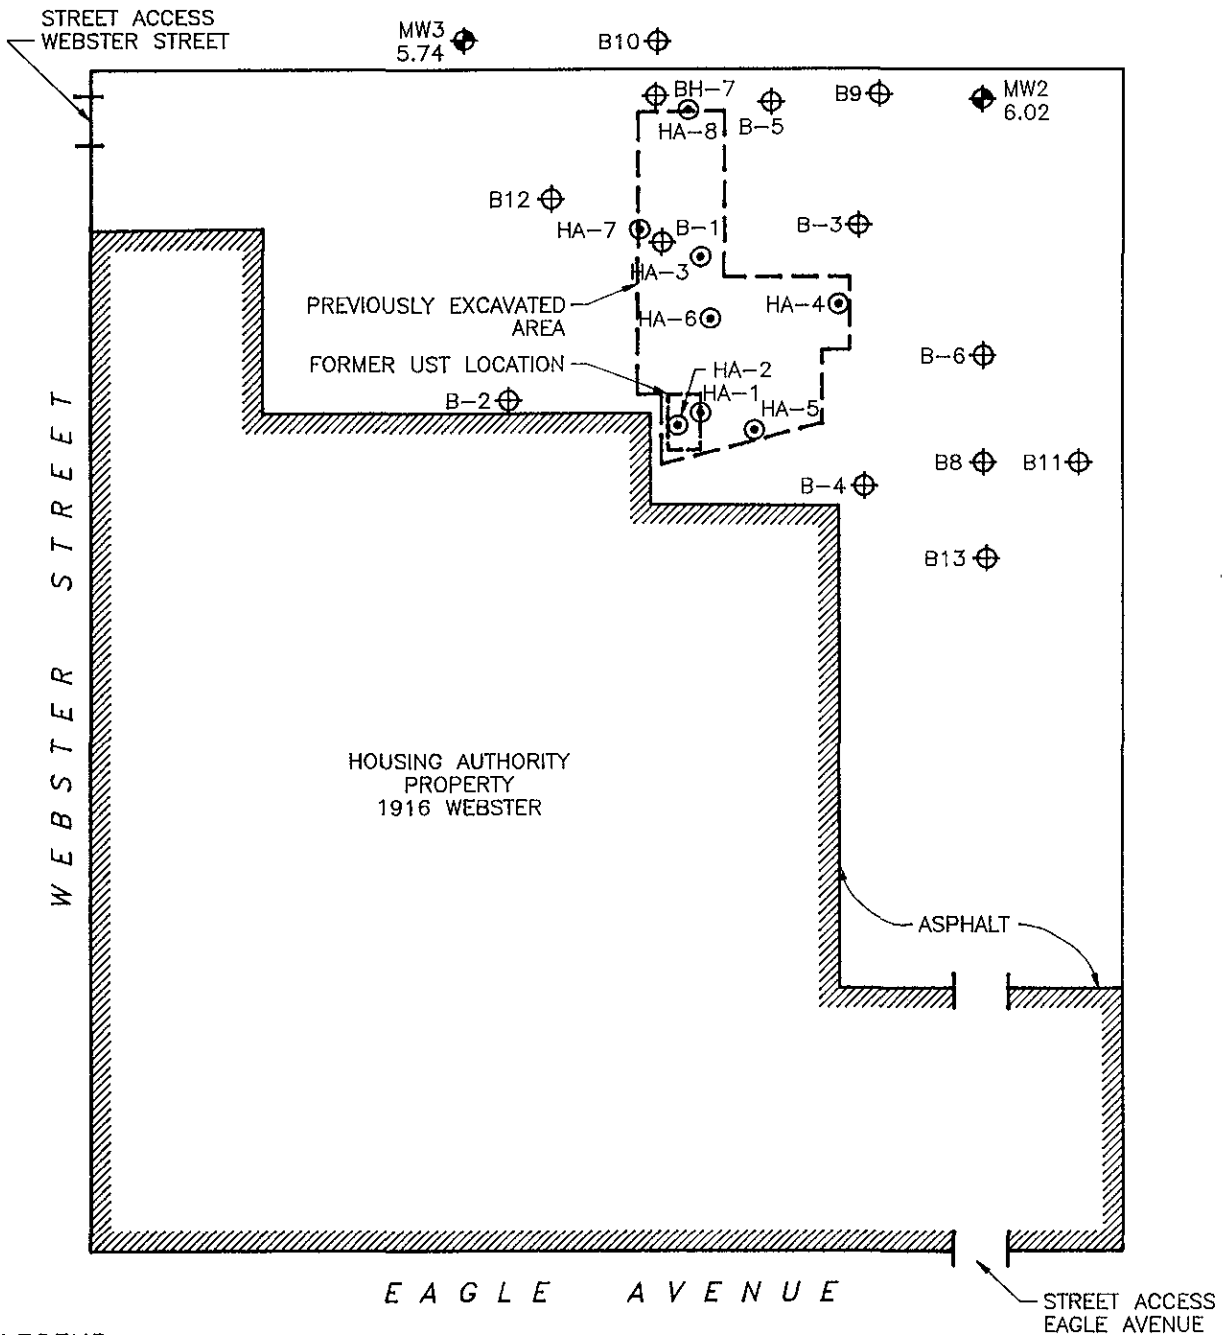 STREET ACCESS
WEBSTER STREET
MW3
5.74
B10
BH-7
HA-8
B-5
B9
MW2
6.02
B12
HA-7
B-1
HA-3
B-3
PREVIOUSLY EXCAVATED
AREA
HA-6
HA-4
FORMER UST LOCATION
HA-2
HA-1
HA-5
B-6
B-2
B-4
B8
B11
B13
WEBSTER STREET
HOUSING AUTHORITY
PROPERTY
1916 WEBSTER
ASPHALT
EAGLE AVENUE
STREET ACCESS
EAGLE AVENUE